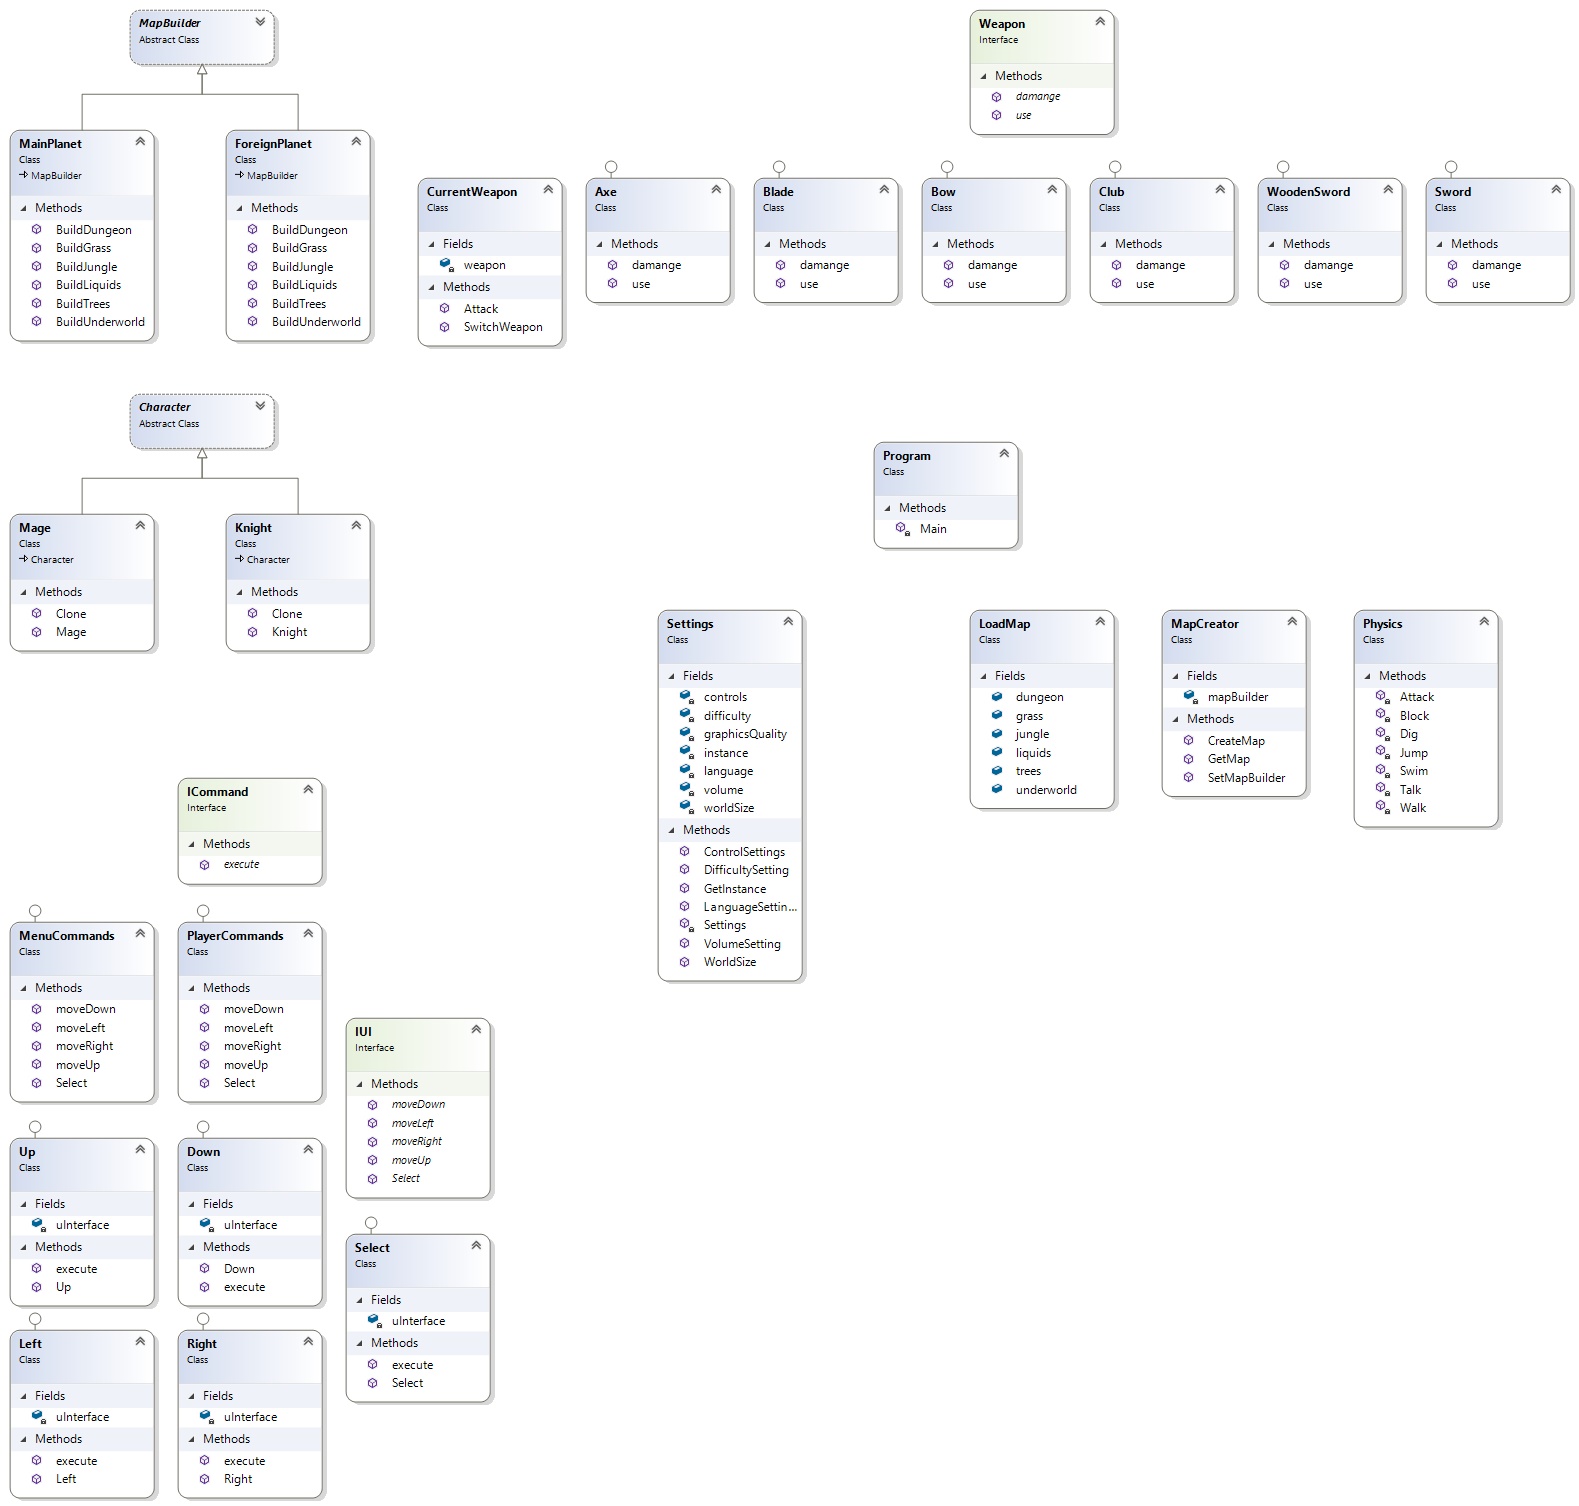 MapBuilder
Abstract Class
MainPlanet
Class
MapBuilder
Methods
BuildDungeon
BuildGrass
BuildJungle
BuildLiquids
BuildTrees
BuildUnderworld
ForeignPlanet
Class
MapBuilder
Methods
BuildDungeon
BuildGrass
BuildJungle
BuildLiquids
BuildTrees
BuildUnderworld
Weapon
Interface
Methods
damange
use
CurrentWeapon
Class
Fields
weapon
Methods
Attack
SwitchWeapon
Axe
Class
Methods
damange
use
Blade
Class
Methods
damange
use
Bow
Class
Methods
damange
use
Club
Class
Methods
damange
use
WoodenSword
Class
Methods
damange
use
Sword
Class
Methods
damange
use
Character
Abstract Class
Mage
Class
Character
Methods
Clone
Mage
Knight
Class
Character
Methods
Clone
Knight
Program
Class
Methods
Main
Settings
Class
Fields
controls
difficulty
graphicsQuality
instance
language
volume
worldSize
Methods
ControlSettings
DifficultySetting
GetInstance
LanguageSettin...
Settings
VolumeSetting
WorldSize
LoadMap
Class
Fields
dungeon
grass
jungle
liquids
trees
underworld
MapCreator
Class
Fields
mapBuilder
Methods
CreateMap
GetMap
SetMapBuilder
Physics
Class
Methods
Attack
Block
Dig
Jump
Swim
Talk
Walk
ICommand
Interface
Methods
execute
MenuCommands
Class
Methods
moveDown
moveLeft
moveRight
moveUp
Select
PlayerCommands
Class
Methods
moveDown
moveLeft
moveRight
moveUp
Select
IUI
Interface
Methods
moveDown
moveLeft
moveRight
moveUp
Select
Up
Class
Fields
uInterface
Methods
execute
Up
Down
Class
Fields
uInterface
Methods
Down
execute
Select
Class
Fields
uInterface
Methods
execute
Select
Left
Class
Fields
uInterface
Methods
execute
Left
Right
Class
Fields
uInterface
Methods
execute
Right